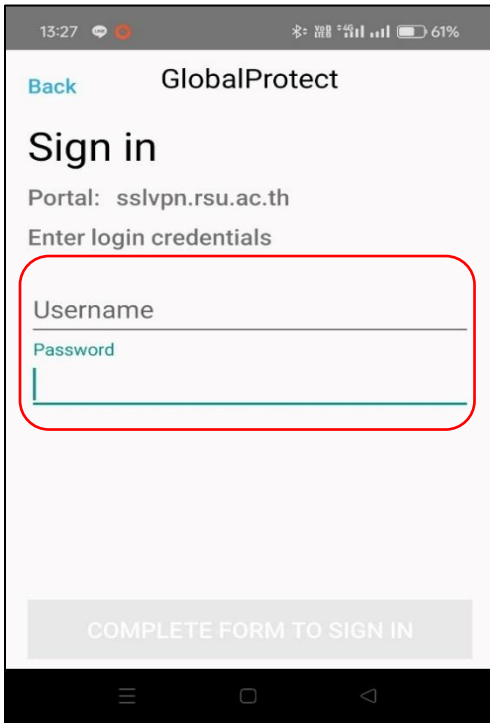 13:27 61%
Back GlobalProtect
Sign in
Portal: sslvpn.rsu.ac.th
Enter login credentials
Username
Password
COMPLETE FORM TO SIGN IN